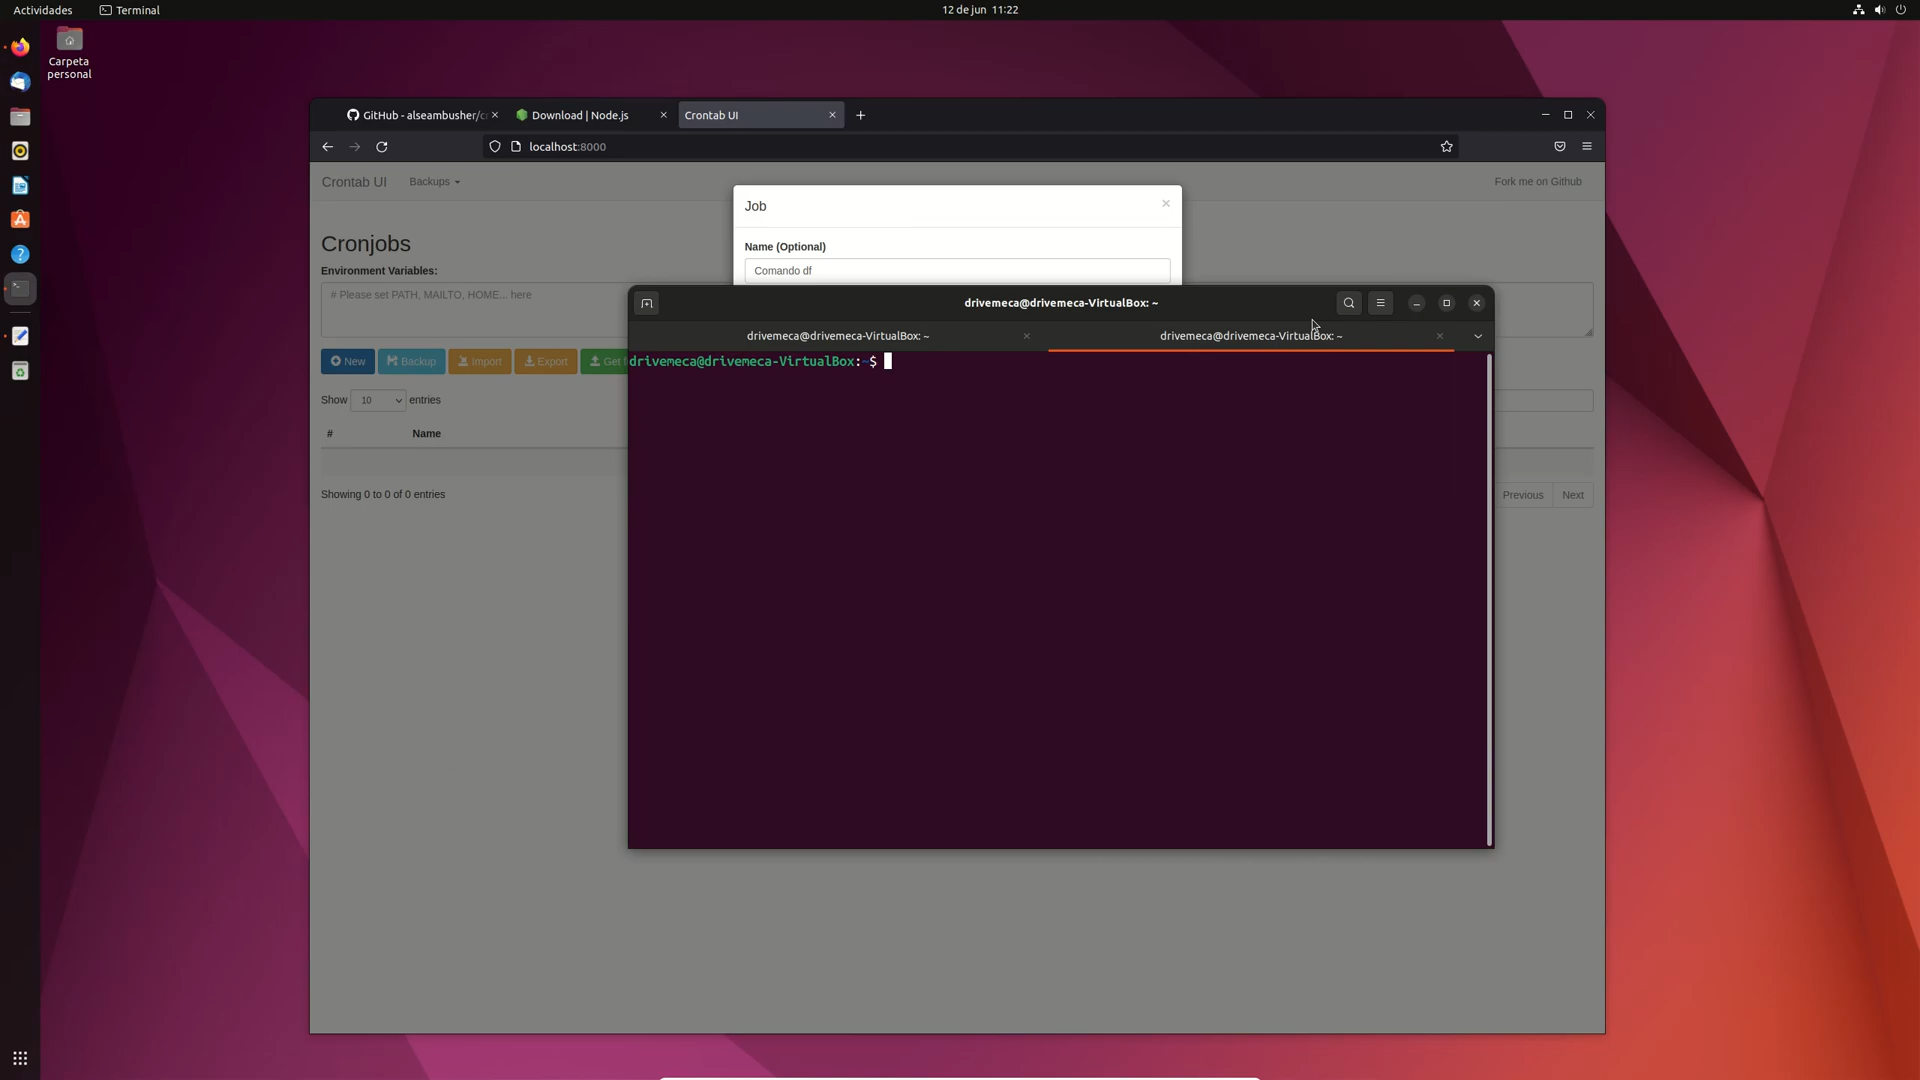 Actividades
Terminal
12 de jun 11:22
Carpeta
personal
GitHub - alseambusher/cr
Download | Node.js
Crontab UI
localhost:8000
Crontab UI
Backups
Fork me on Github
Job
Name (Optional)
Comando df
Cronjobs
Environment Variables:
# Please set PATH, MAILTO, HOME... here
drivemeca@drivemeca-VirtualBox: ~
drivemeca@drivemeca-VirtualBox: ~
drivemeca@drivemeca-VirtualBox: ~
drivemeca@drivemeca-VirtualBox:~$
New
Backup
Import
Export
Get f
Show 10 entries
#
Name
Showing 0 to 0 of 0 entries
Previous
Next